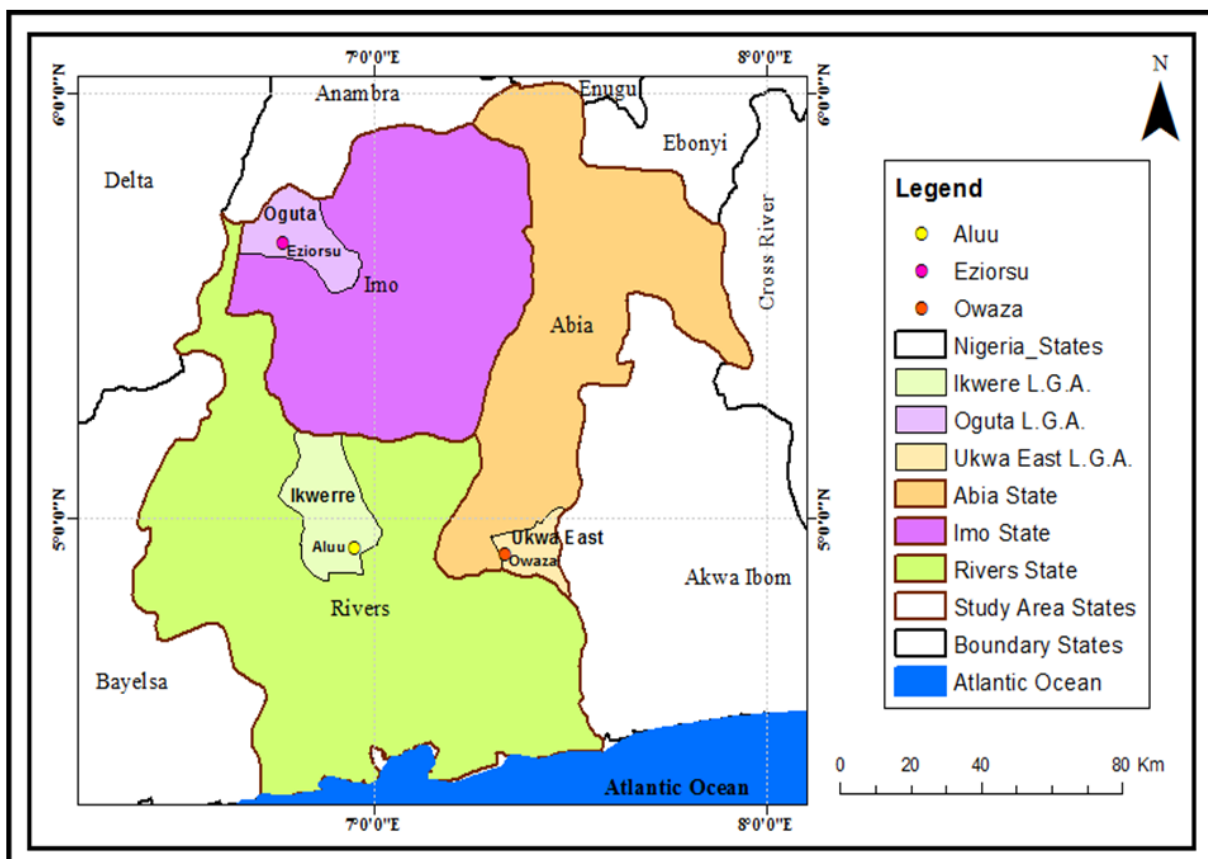 7°0'0"E
8°0'0"E
6°0'0"N
6°0'0"N
Anambra
Enugu
N
Ebonyi
Delta
Cross River
Oguta
Eziorsu
Imo
Abia
Legend
Aluu
Eziorsu
Owaza
Nigeria_States
Ikwere L.G.A.
Oguta L.G.A.
Ukwa East L.G.A.
Abia State
Imo State
Rivers State
Study Area States
Boundary States
Atlantic Ocean
Ikwerre
5°0'0"N
5°0'0"N
Aluu
Ukwa East
Owaza
Akwa Ibom
Rivers
Bayelsa
Atlantic Ocean
0 20 40 80 Km
7°0'0"E
8°0'0"E